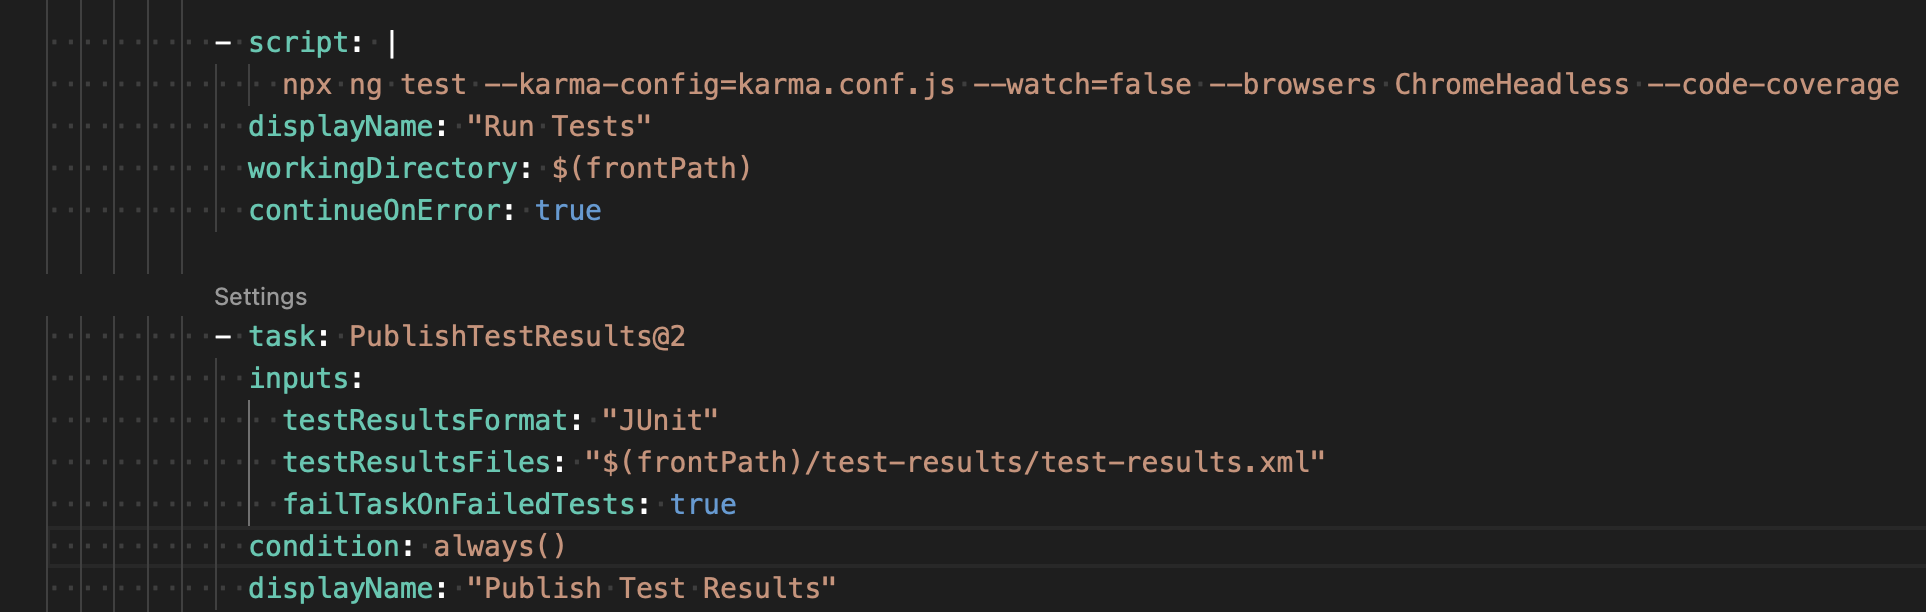 - script: |
npx ng test --karma-config=karma.conf.js --watch=false --browsers ChromeHeadless --code-coverage
displayName: "Run Tests"
workingDirectory: $(frontPath)
continueOnError: true
Settings
- task: PublishTestResults@2
inputs:
testResultsFormat: "JUnit"
testResultsFiles: "$(frontPath)/test-results/test-results.xml"
failTaskOnFailedTests: true
condition: always()
displayName: "Publish Test Results"